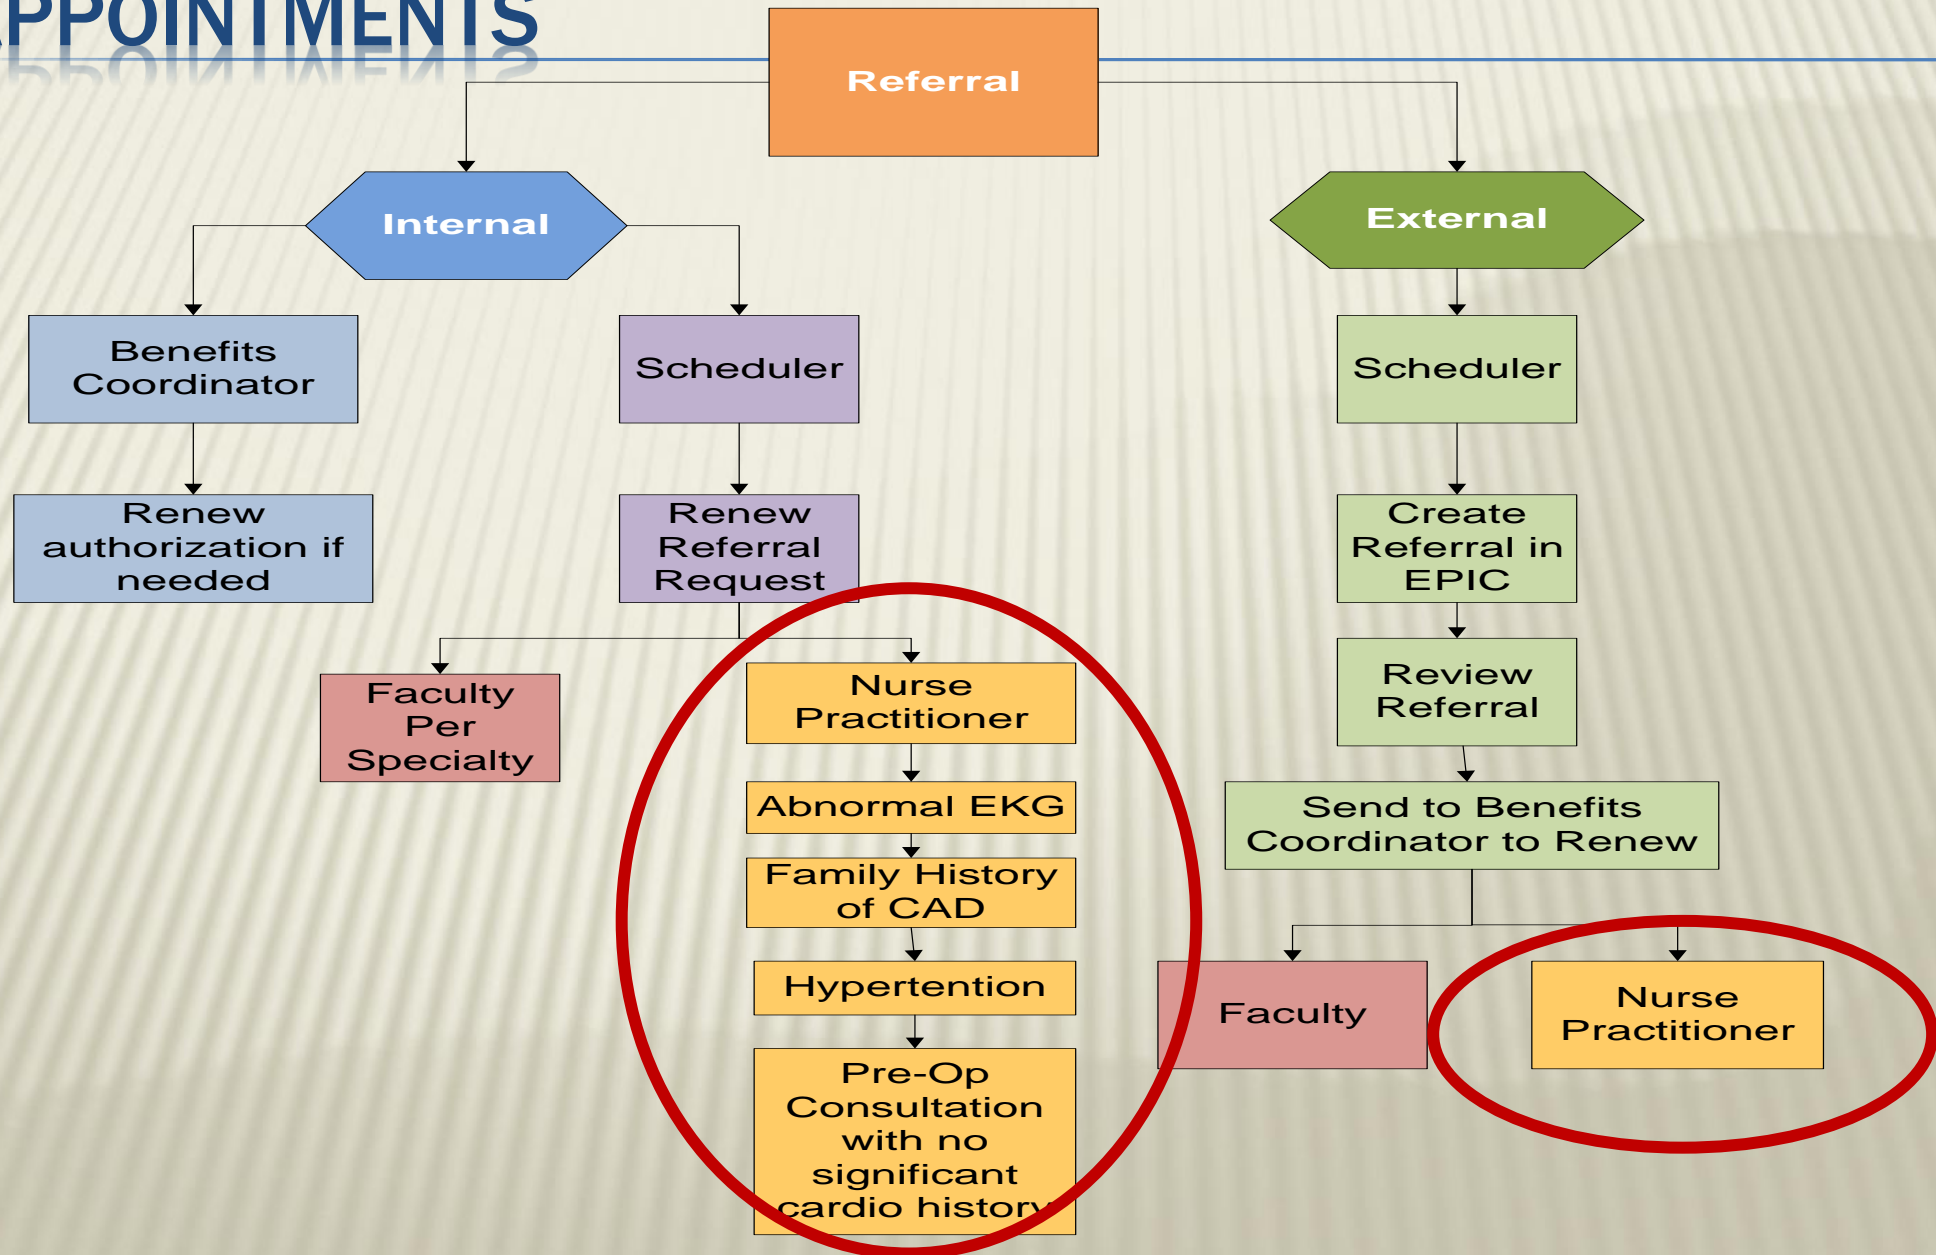 APPOINTMENTS
Referral
Internal
External
Benefits
Coordinator
Scheduler
Scheduler
Renew
authorization if
needed
Renew
Referral
Request
Create
Referral in
EPIC
Faculty
Per
Specialty
Nurse
Practitioner
Review
Referral
Abnormal EKG
Send to Benefits
Coordinator to Renew
Family History
of CAD
Hypertention
Faculty
Nurse
Practitioner
Pre-Op
Consultation
with no
significant
cardio history